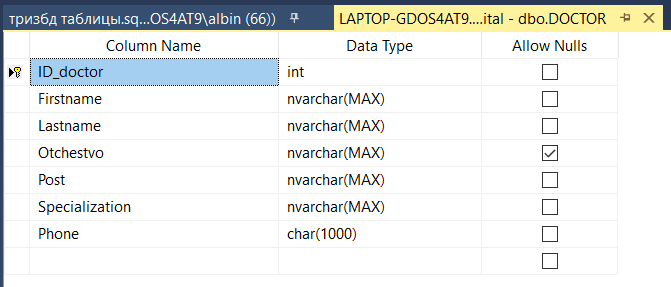 тризбд таблицы.sq...OS4AT9\albin (66)) LAPTOP-GDOS4AT9....ital - dbo.DOCTOR
Column Name Data Type Allow Nulls
ID_doctor int
Firstname nvarchar(MAX)
Lastname nvarchar(MAX)
Otchestvo nvarchar(MAX)
Post nvarchar(MAX)
Specialization nvarchar(MAX)
Phone char(1000)